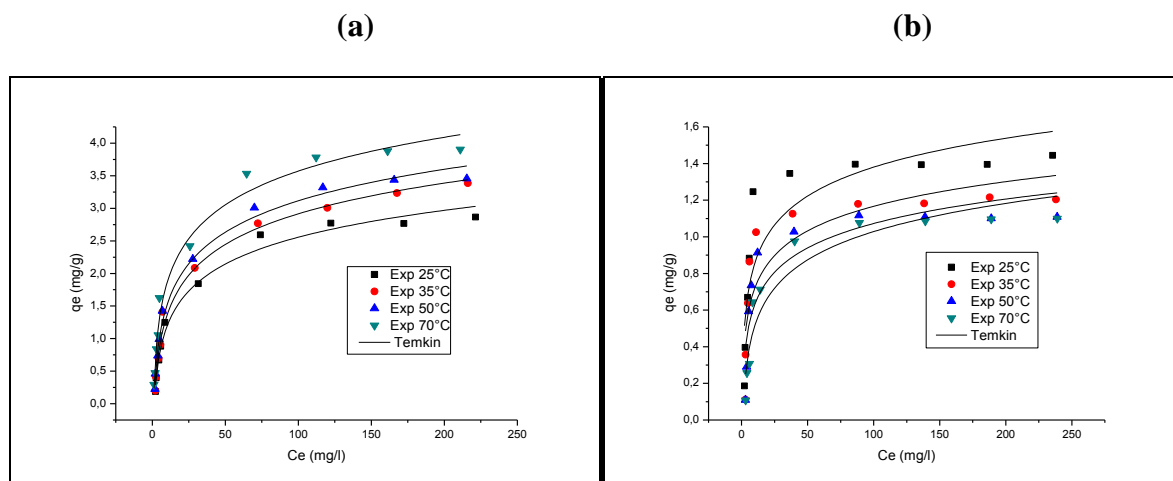 (a)
(b)
4,0
3,5
3,0
2,5
2,0
1,5
1,0
0,5
0,0
qe (mg/g)
Exp 25°C
Exp 35°C
Exp 50°C
Exp 70°C
Temkin
0 50 100 150 200 250
Ce (mg/l)
1,6
1,4
1,2
1,0
0,8
0,6
0,4
0,2
0,0
qe (mg/g)
Exp 25°C
Exp 35°C
Exp 50°C
Exp 70°C
Temkin
0 50 100 150 200 250
Ce (mg/l)